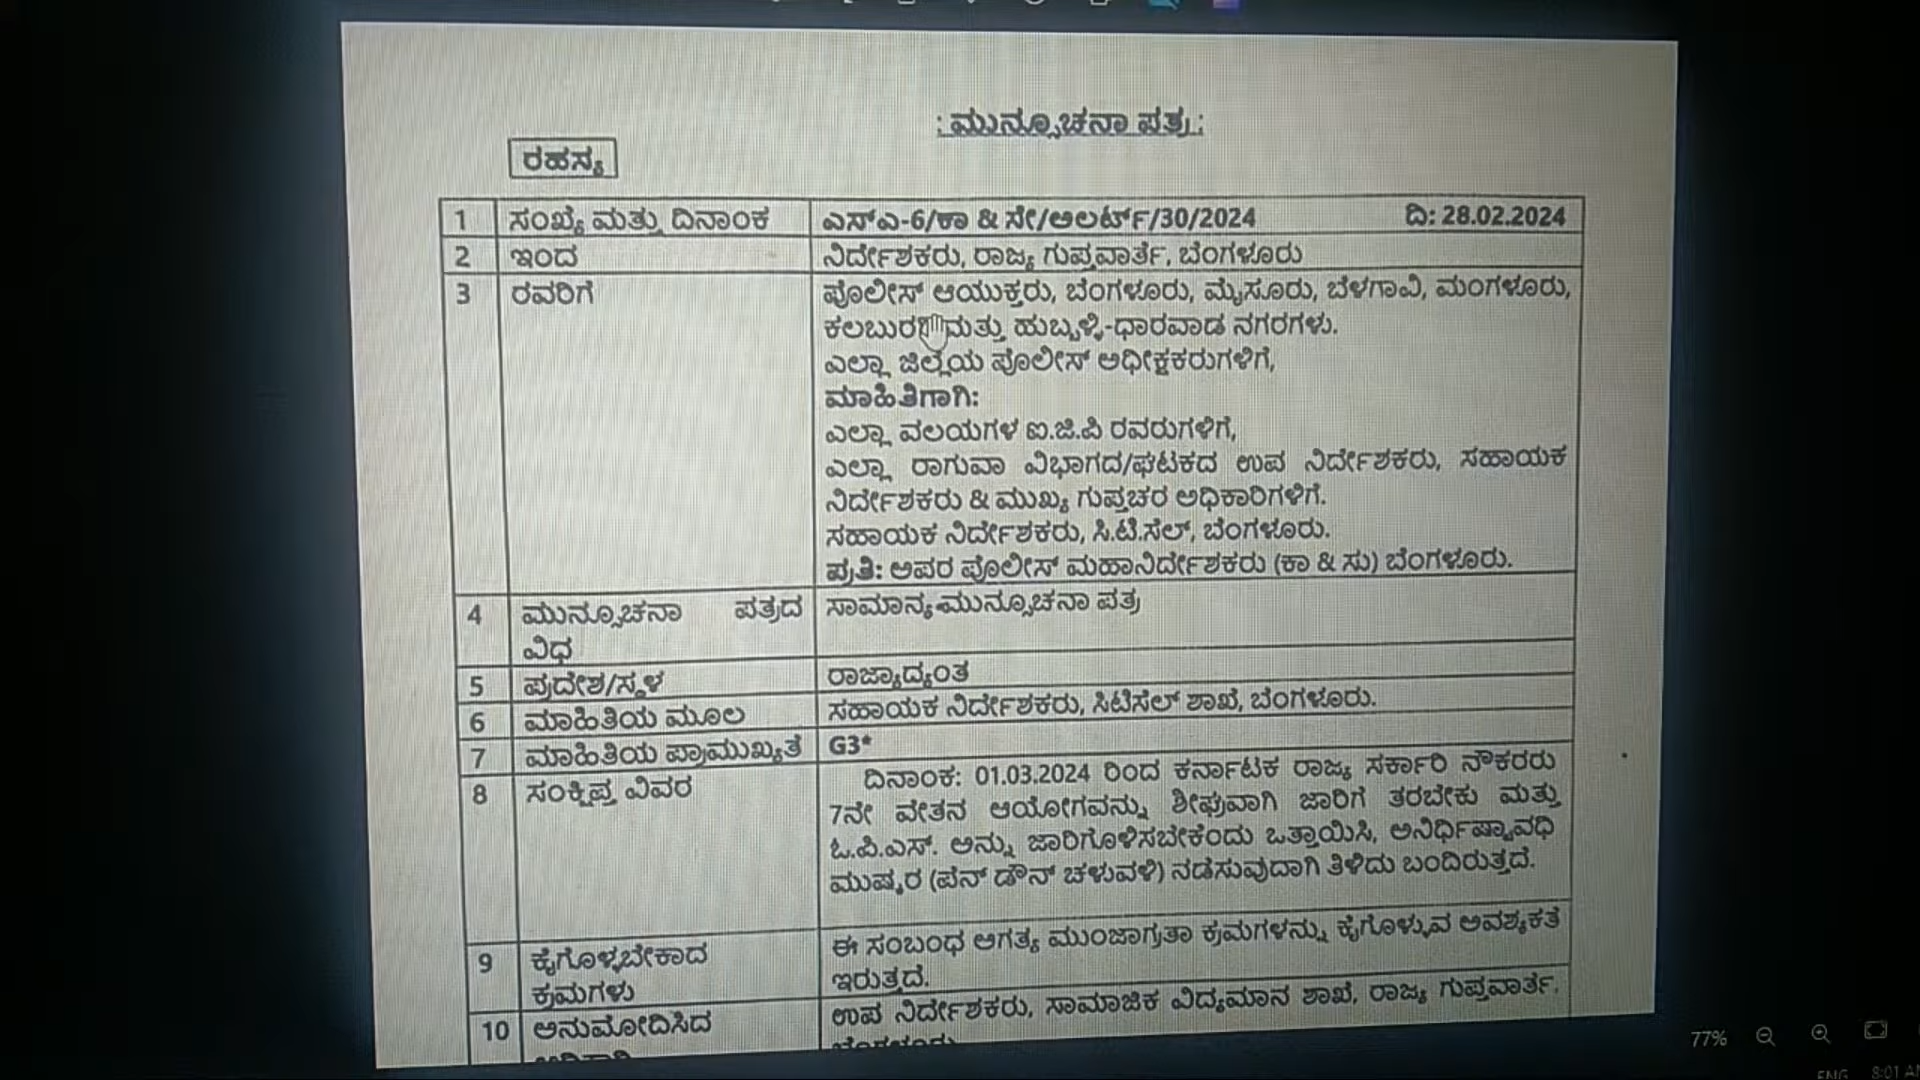 : ಮುನ್ಸೂಚನಾ ಪತ್ರ :
ರಹಸ್ಯ
1 ಸಂಖ್ಯೆ ಮತ್ತು ದಿನಾಂಕ ಎಸ್ಎ-6/ಕಾ & ಸೇ/ಅಲರ್ಟ್/30/2024 ದಿ: 28.02.2024
2 ಇಂದ ನಿರ್ದೇಶಕರು, ರಾಜ್ಯ ಗುಪ್ತವಾರ್ತೆ, ಬೆಂಗಳೂರು
3 ರವರಿಗೆ ಪೊಲೀಸ್ ಆಯುಕ್ತರು, ಬೆಂಗಳೂರು, ಮೈಸೂರು, ಬೆಳಗಾವಿ, ಮಂಗಳೂರು,
ಮತ್ತು ಹುಬ್ಬಳ್ಳಿ-ಧಾರವಾಡ ನಗರಗಳು.
ಎಲ್ಲಾ ಜಿಲ್ಲೆಯ ಪೊಲೀಸ್ ಅಧೀಕ್ಷಕರುಗಳಿಗೆ,
ಮಾಹಿತಿಗಾಗಿ:
ಎಲ್ಲಾ ವಲಯಗಳ ಐ.ಜಿ.ಪಿ ರವರುಗಳಿಗೆ,
ಎಲ್ಲಾ ರಾಗುವಾ ವಿಭಾಗದ/ಘಟಕದ ಉಪ ನಿರ್ದೇಶಕರು, ಸಹಾಯಕ
ನಿರ್ದೇಶಕರು & ಮುಖ್ಯ ಗುಪ್ತಚರ ಅಧಿಕಾರಿಗಳಿಗೆ.
ಸಹಾಯಕ ನಿರ್ದೇಶಕರು, ಸಿ.ಟಿ.ಸೆಲ್, ಬೆಂಗಳೂರು.
ಪ್ರತಿ: ಅಪರ ಪೊಲೀಸ್ ಮಹಾನಿರ್ದೇಶಕರು (ಕಾ & ಸು) ಬೆಂಗಳೂರು.
4 ಮುನ್ಸೂಚನಾ ಪತ್ರದ ಸಾಮಾನ್ಯ ಮುನ್ಸೂಚನಾ ಪತ್ರ
ವಿಧ
5 ಪ್ರದೇಶ/ಸ್ಥಳ ರಾಜ್ಯಾದ್ಯಂತ
6 ಮಾಹಿತಿಯ ಮೂಲ ಸಹಾಯಕ ನಿರ್ದೇಶಕರು, ಸಿಟಿಸೆಲ್ ಶಾಖೆ, ಬೆಂಗಳೂರು.
7 ಮಾಹಿತಿಯ ಪ್ರಾಮುಖ್ಯತೆ G3*
8 ಸಂಕ್ಷಿಪ್ತ ವಿವರ ದಿನಾಂಕ: 01.03.2024 ರಿಂದ ಕರ್ನಾಟಕ ರಾಜ್ಯ ಸರ್ಕಾರಿ ನೌಕರರು
7ನೇ ವೇತನ ಆಯೋಗವನ್ನು ಶೀಘ್ರವಾಗಿ ಜಾರಿಗೆ ತರಬೇಕು ಮತ್ತು
ಓ.ಪಿ.ಎಸ್. ಅನ್ನು ಜಾರಿಗೊಳಿಸಬೇಕೆಂದು ಒತ್ತಾಯಿಸಿ, ಅನಿರ್ಧಿಷ್ಟಾವಧಿ
ಮುಷ್ಕರ (ಪೆನ್ ಡೌನ್ ಚಳುವಳಿ) ನಡೆಸುವುದಾಗಿ ತಿಳಿದು ಬಂದಿರುತ್ತದೆ.
9 ಕೈಗೊಳ್ಳಬೇಕಾದ ಈ ಸಂಬಂಧ ಅಗತ್ಯ ಮುಂಜಾಗ್ರತಾ ಕ್ರಮಗಳನ್ನು ಕೈಗೊಳ್ಳುವ ಅವಶ್ಯಕತೆ
ಕ್ರಮಗಳು ಇರುತ್ತದೆ.
10 ಅನುಮೋದಿಸಿದ ಉಪ ನಿರ್ದೇಶಕರು, ಸಾಮಾಜಿಕ ವಿದ್ಯಮಾನ ಶಾಖೆ, ರಾಜ್ಯ ಗುಪ್ತವಾರ್ತೆ,
77%
ENG